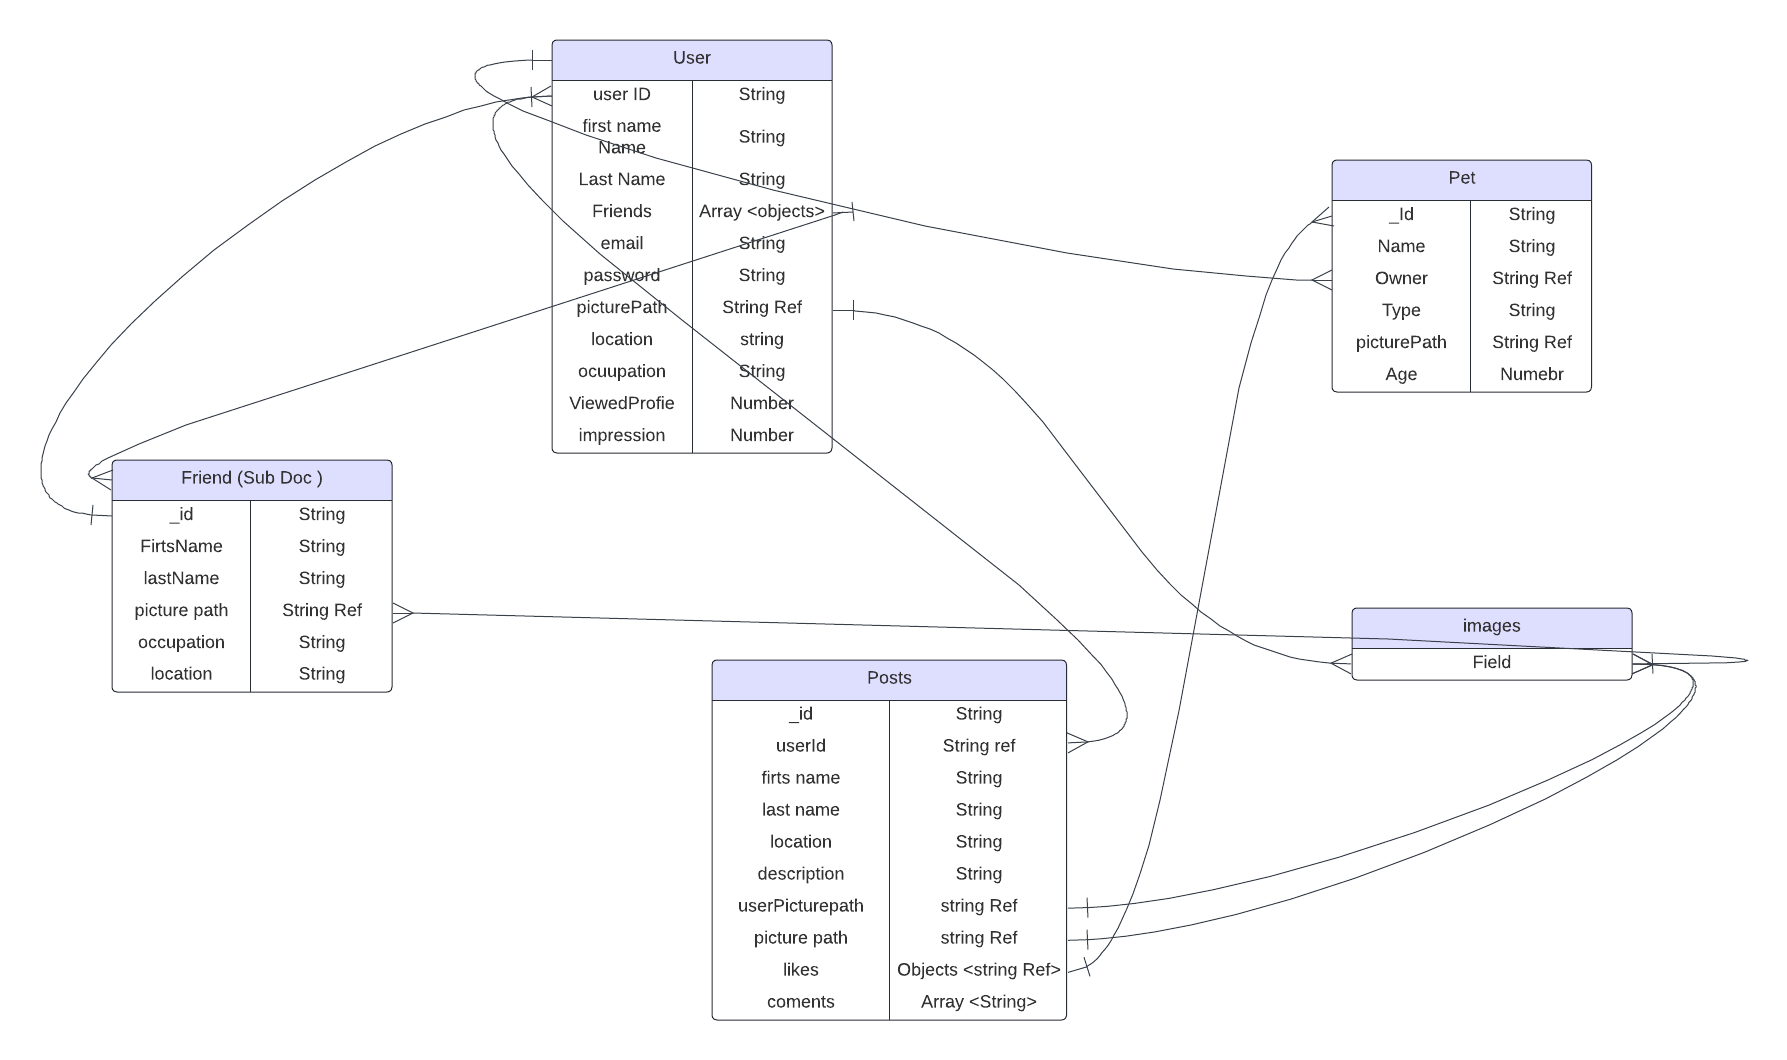 User
user ID String
first name
Name
String
Last Name String
Friends Array <objects>
email String
password String
picturePath String Ref
location string
ocuupation String
ViewedProfie Number
impression Number
Pet
_Id String
Name String
Owner String Ref
Type String
picturePath String Ref
Age Numebr
Friend (Sub Doc )
_id String
FirtsName String
lastName String
picture path String Ref
occupation String
location String
images
Field
Posts
_id String
userId String ref
firts name String
last name String
location String
description String
userPicturepath string Ref
picture path string Ref
likes Objects <string Ref>
coments Array <String>